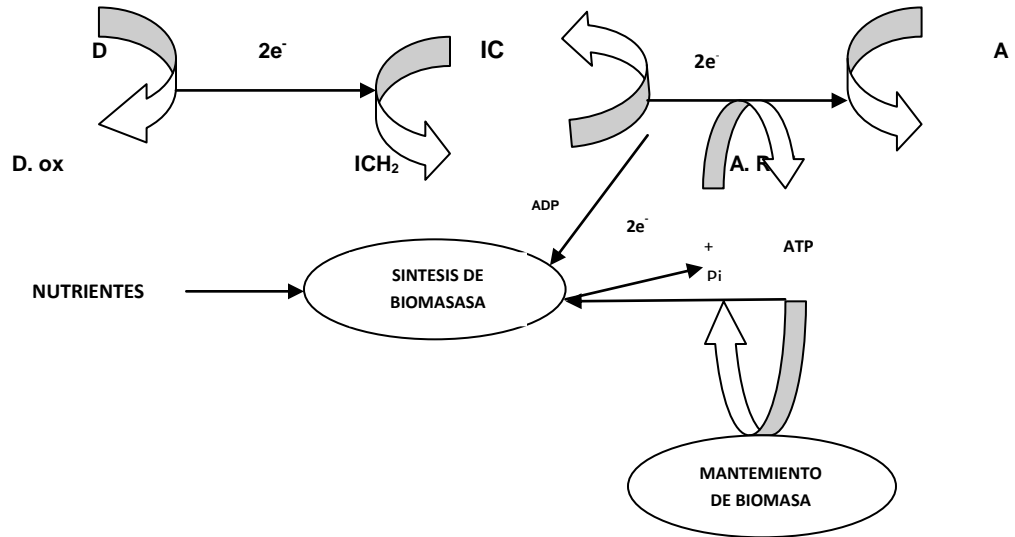 D
2e⁻
IC
2e⁻
A
D. ox
ICH₂
A. R
ADP
2e⁻
+
Pi
ATP
NUTRIENTES
SINTESIS DE
BIOMASASA
MANTEMIENTO
DE BIOMASA